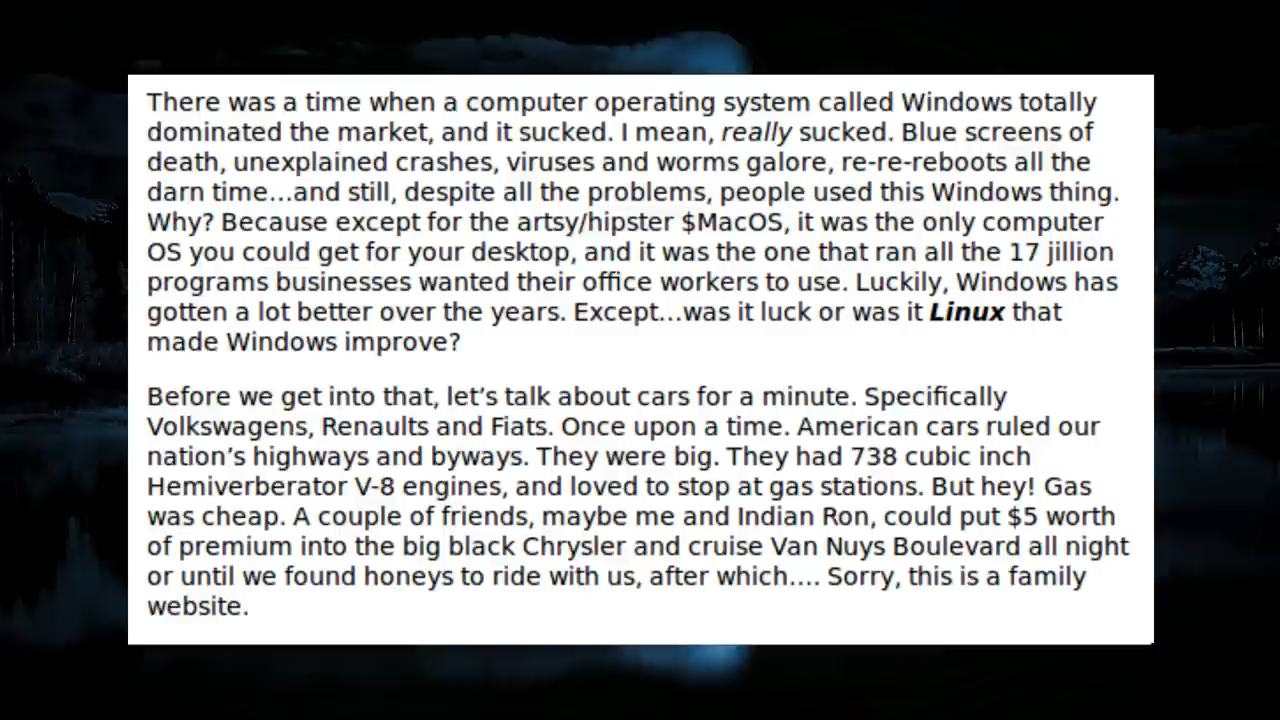 There was a time when a computer operating system called Windows totally
dominated the market, and it sucked. I mean, really sucked. Blue screens of
death, unexplained crashes, viruses and worms galore, re-re-reboots all the
darn time...and still, despite all the problems, people used this Windows thing.
Why? Because except for the artsy/hipster $MacOS, it was the only computer
OS you could get for your desktop, and it was the one that ran all the 17 jillion
programs businesses wanted their office workers to use. Luckily, Windows has
gotten a lot better over the years. Except...was it luck or was it Linux that
made Windows improve?
Before we get into that, let’s talk about cars for a minute. Specifically
Volkswagens, Renaults and Fiats. Once upon a time. American cars ruled our
nation’s highways and byways. They were big. They had 738 cubic inch
Hemiverberator V-8 engines, and loved to stop at gas stations. But hey! Gas
was cheap. A couple of friends, maybe me and Indian Ron, could put $5 worth
of premium into the big black Chrysler and cruise Van Nuys Boulevard all night
or until we found honeys to ride with us, after which.... Sorry, this is a family
website.